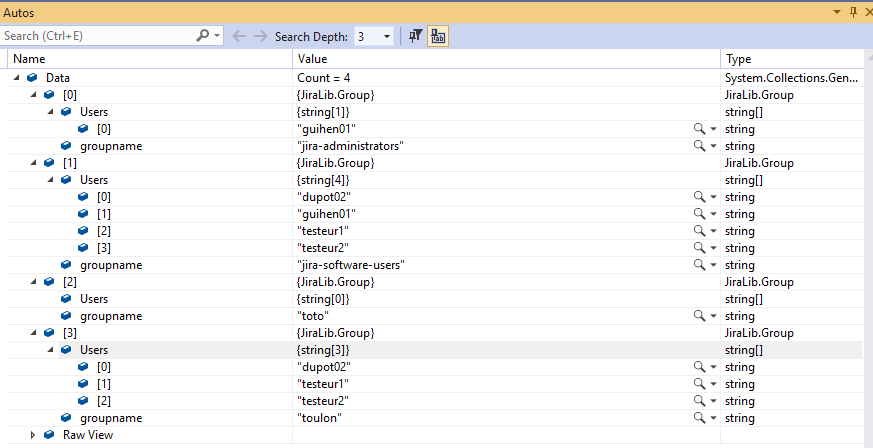 Autos
Search (Ctrl+E) Search Depth: 3
Name Value Type
Data Count = 4 System.Collections.Gen...
[0] {JiraLib.Group} JiraLib.Group
Users {string[1]} string[]
[0] "guihen01" string
groupname "jira-administrators" string
[1] {JiraLib.Group} JiraLib.Group
Users {string[4]} string[]
[0] "dupot02" string
[1] "guihen01" string
[2] "testeur1" string
[3] "testeur2" string
groupname "jira-software-users" string
[2] {JiraLib.Group} JiraLib.Group
Users {string[0]} string[]
groupname "toto" string
[3] {JiraLib.Group} JiraLib.Group
Users {string[3]} string[]
[0] "dupot02" string
[1] "testeur1" string
[2] "testeur2" string
groupname "toulon" string
Raw View